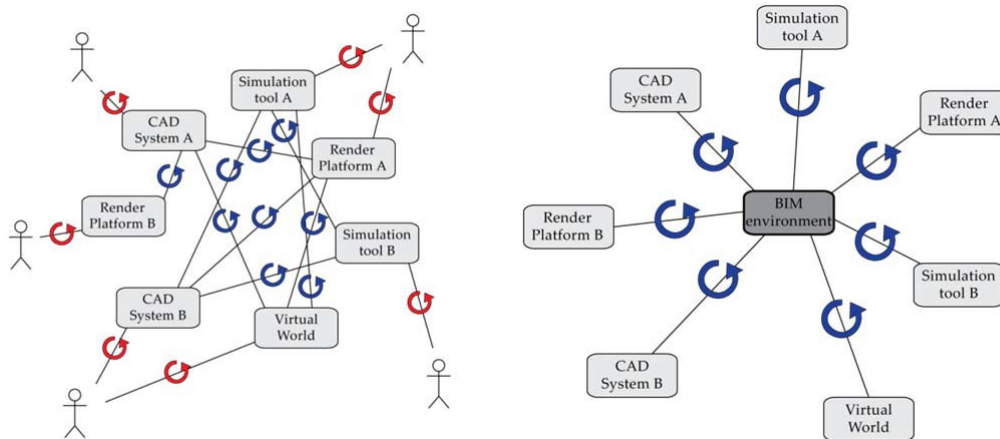 Simulation
tool A
CAD
System A
Render
Platform A
Render
Platform B
Simulation
tool B
CAD
System B
Virtual
World
Simulation
tool A
CAD
System A
Render
Platform A
BIM
environment
Render
Platform B
Simulation
tool B
CAD
System B
Virtual
World